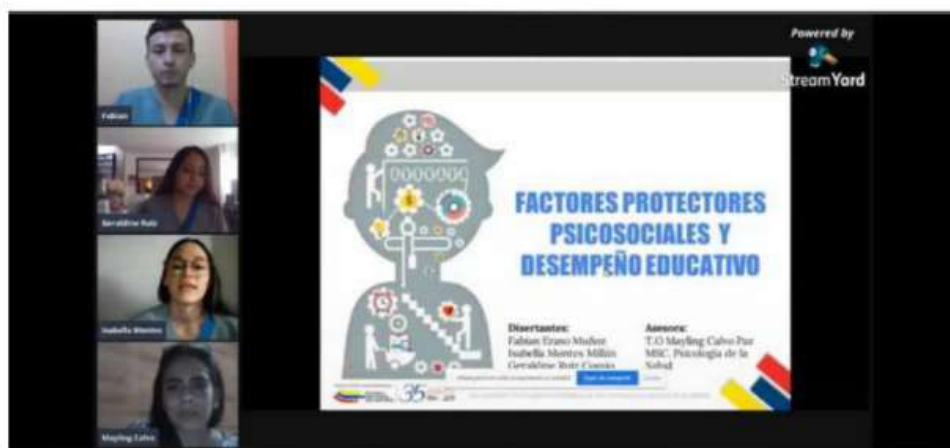 Powered by
StreamYard
Fabian
Geraldine Ruiz
Isabella Montes
Mayling Calvo
FACTORES PROTECTORES
PSICOSOCIALES Y
DESEMPEÑO EDUCATIVO
Disertantes:
Fabian Erazo Muñoz
Isabella Montes Millán
Geraldine Ruiz
Asesora:
T.O Mayling Calvo Paz
MSC. Psicología de la
Salud
35